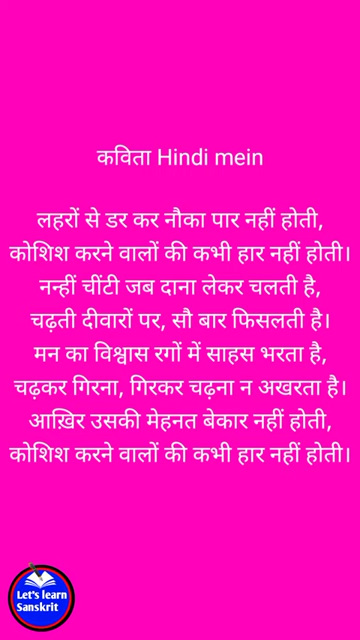 कविता Hindi mein
लहरों से डर कर नौका पार नहीं होती,
कोशिश करने वालों की कभी हार नहीं होती।
नन्हीं चींटी जब दाना लेकर चलती है,
चढ़ती दीवारों पर, सौ बार फिसलती है।
मन का विश्वास रगों में साहस भरता है,
चढ़कर गिरना, गिरकर चढ़ना न अखरता है।
आख़िर उसकी मेहनत बेकार नहीं होती,
कोशिश करने वालों की कभी हार नहीं होती।
Let's learn
Sanskrit